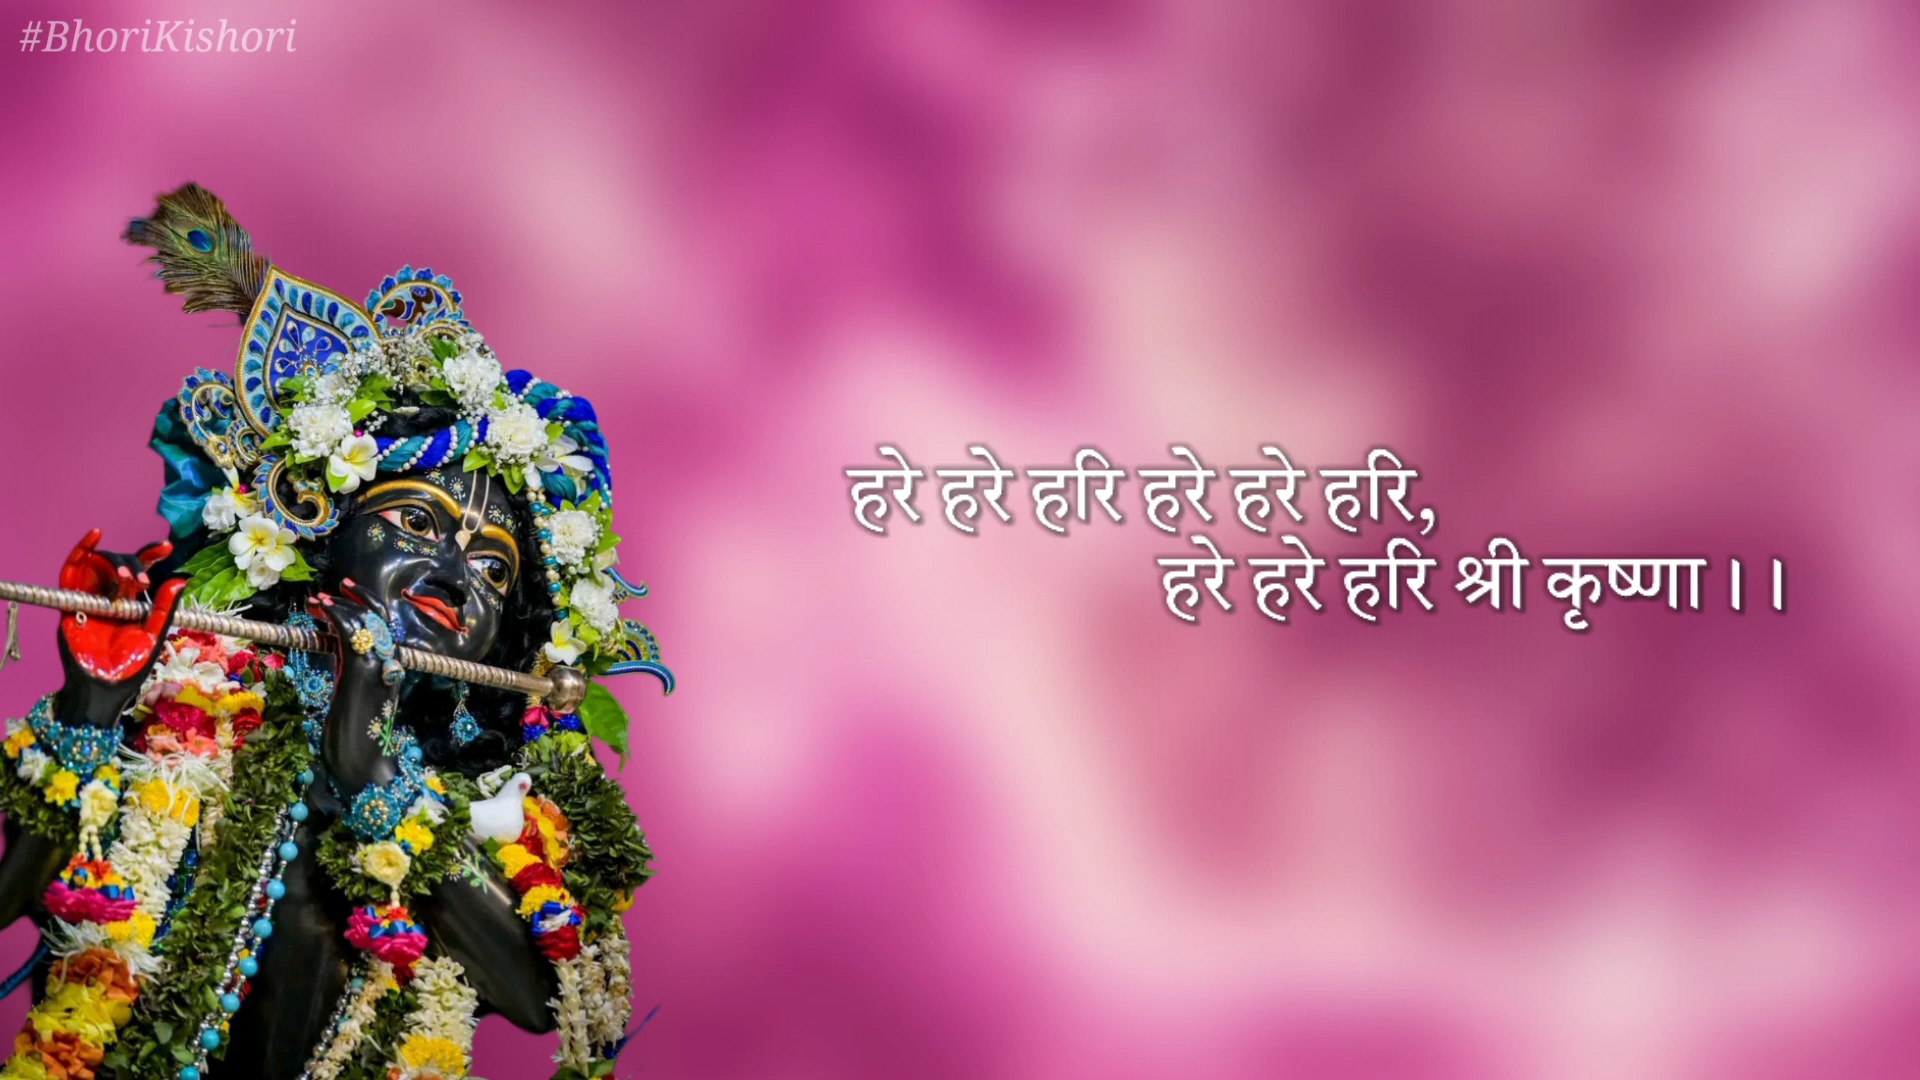 #BhoriKishori
हरे हरे हरि हरे हरे हरि,
हरे हरे हरि श्री कृष्णा।।